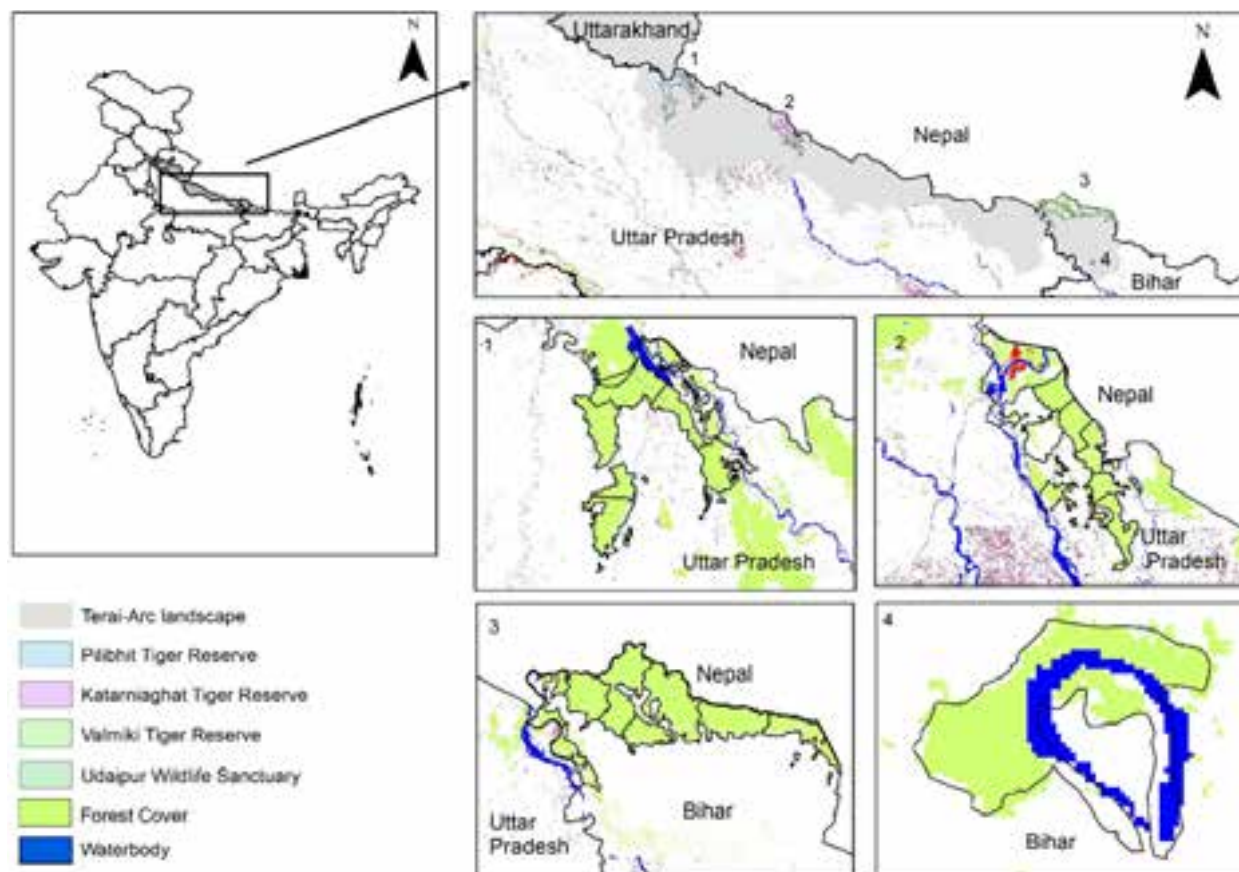 N
N
Uttarakhand
1
2
Nepal
3
Uttar Pradesh
4
Bihar
1
Nepal
Uttar Pradesh
2
Nepal
Uttar
Pradesh
3
Nepal
Bihar
Uttar
Pradesh
4
Bihar
Terai-Arc landscape
Pilibhit Tiger Reserve
Katarniaghat Tiger Reserve
Valmiki Tiger Reserve
Udaipur Wildlife Sanctuary
Forest Cover
Waterbody